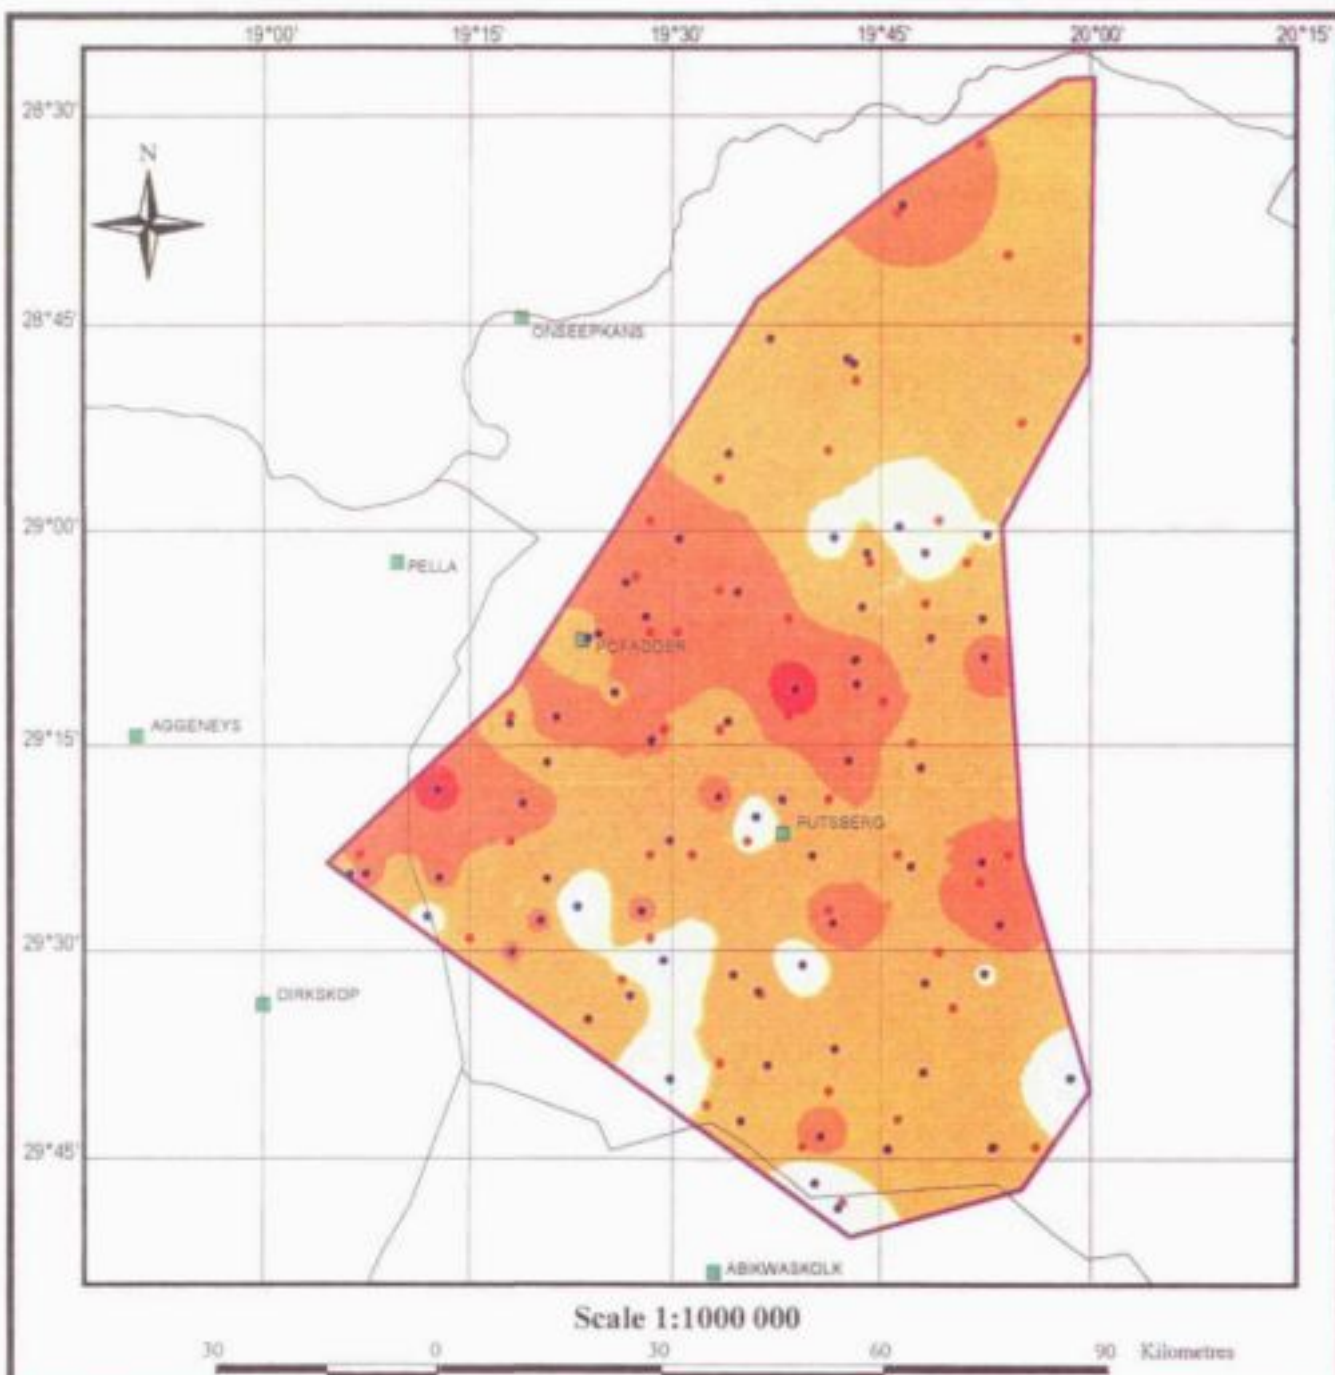 19°00' 19°15' 19°30' 19°45' 20°00' 20°15'
28°30'
N
28°45'
ONSEEPKANS
29°00'
PELLA
POFADDER
AGGENEYS
29°15'
PUTSBERG
29°30'
DIRKSKOP
29°45'
ABIKWASKOLK
Scale 1:1000 000
30 0 30 60 90 Kilometres